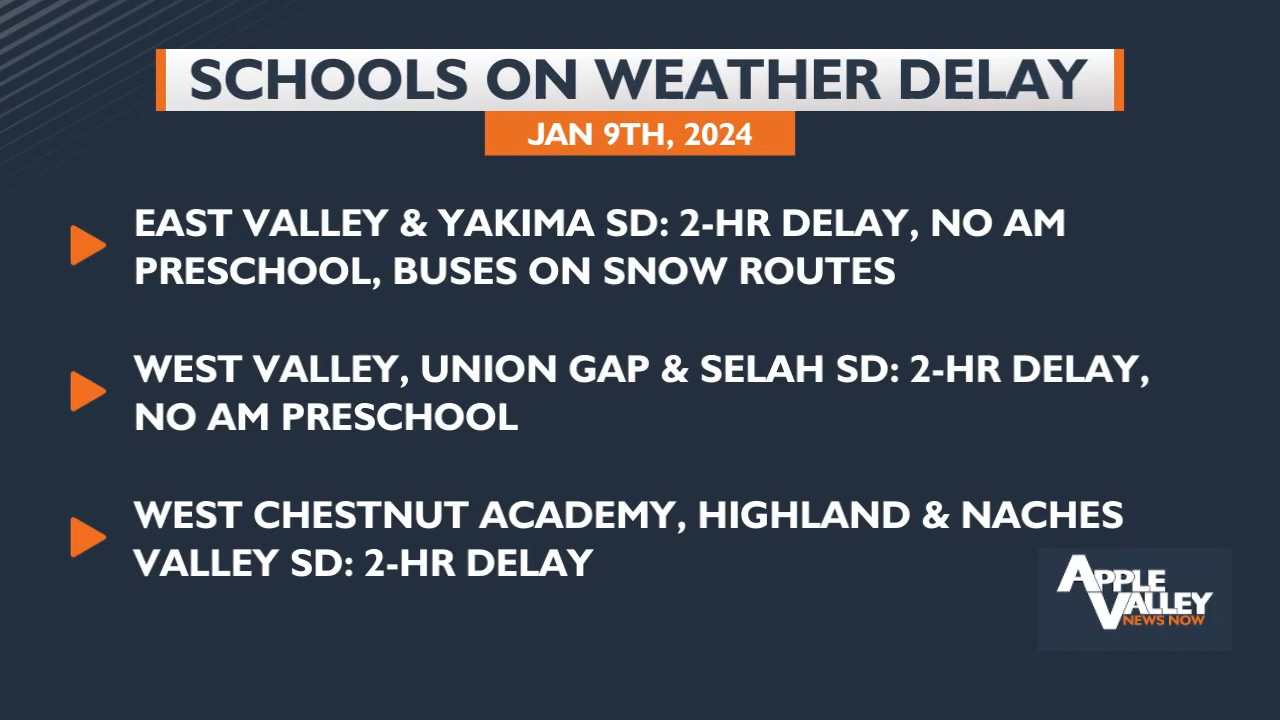 SCHOOLS ON WEATHER DELAY
JAN 9TH, 2024
EAST VALLEY & YAKIMA SD: 2-HR DELAY, NO AM
PRESCHOOL, BUSES ON SNOW ROUTES
WEST VALLEY, UNION GAP & SELAH SD: 2-HR DELAY,
NO AM PRESCHOOL
WEST CHESTNUT ACADEMY, HIGHLAND & NACHES
VALLEY SD: 2-HR DELAY
APPLE
VALLEY
NEWS NOW